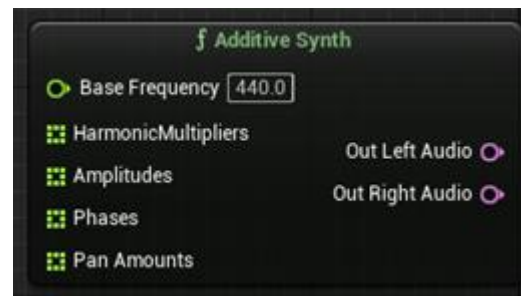 f Additive Synth
Base Frequency 440.0
HarmonicMultipliers
Amplitudes
Phases
Pan Amounts
Out Left Audio
Out Right Audio